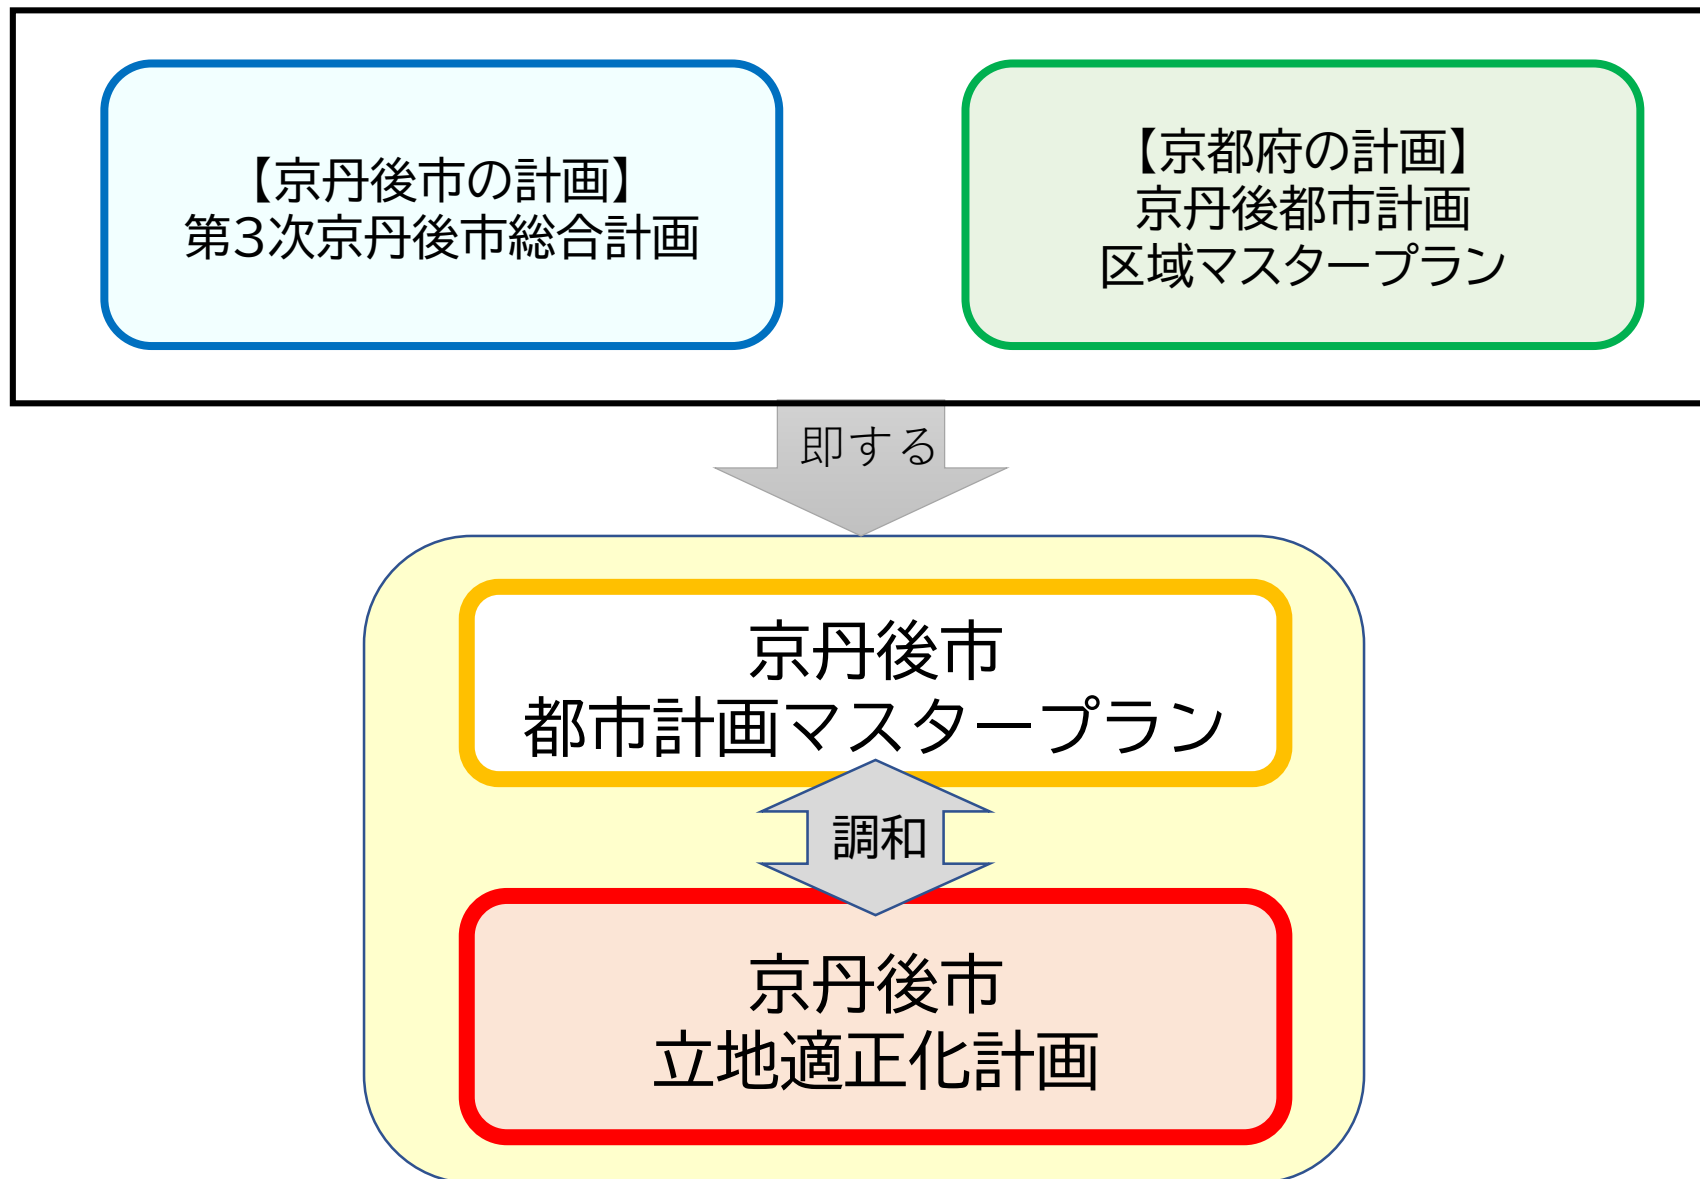 【京丹後市の計画】
第3次京丹後市総合計画
【京都府の計画】
京丹後都市計画
区域マスタープラン
即する
京丹後市
都市計画マスタープラン
調和
京丹後市
立地適正化計画